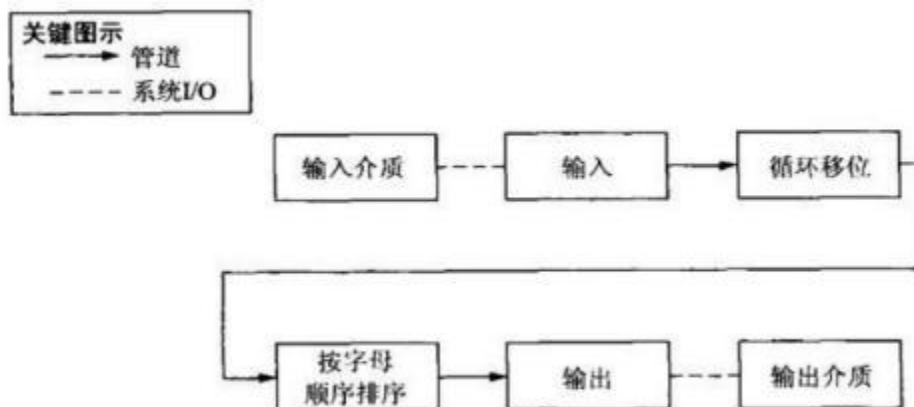 关键图示
管道
系统I/O
输入介质
输入
循环移位
按字母
顺序排序
输出
输出介质